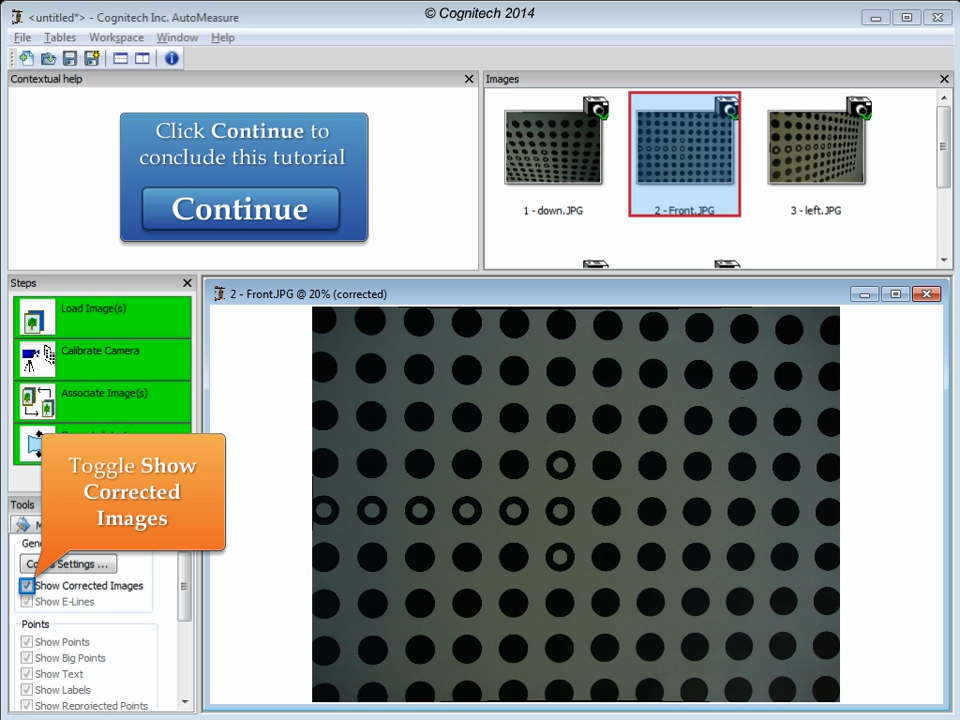 <untitled*> - Cognitech Inc. AutoMeasure
© Cognitech 2014
File Tables Workspace Window Help
Contextual help
Images
Click Continue to
conclude this tutorial
Continue
1 - down.JPG
2 - Front.JPG
3 - left.JPG
Steps
Load Image(s)
Calibrate Camera
Associate Image(s)
2 - Front.JPG @ 20% (corrected)
Toggle Show
Corrected
Images
Tools
M
Gene
Co s Settings ...
Show Corrected Images
Show E-Lines
Points
Show Points
Show Big Points
Show Text
Show Labels
Show Reprojected Points